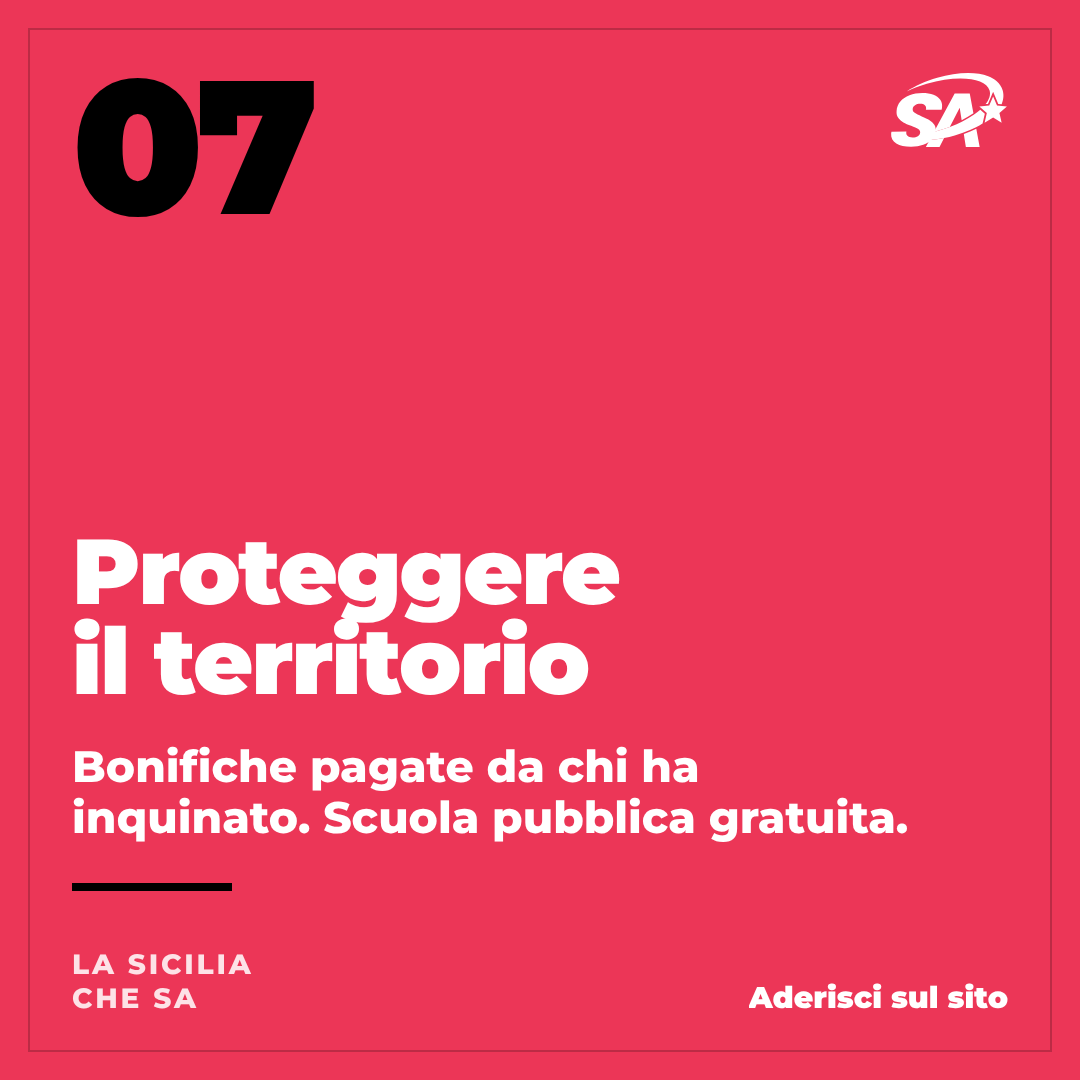 07
SA
Proteggere
il territorio
Bonifiche pagate da chi ha
inquinato. Scuola pubblica gratuita.
LA SICILIA
CHE SA
Aderisci sul sito